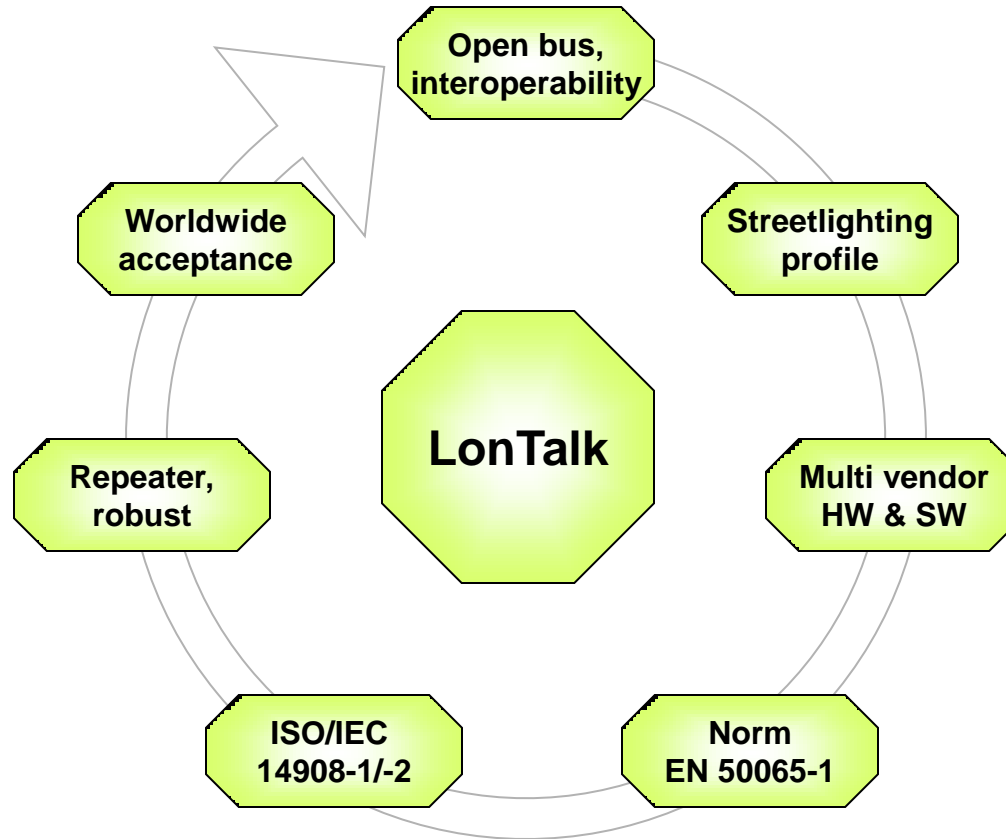 Open bus,
interoperability
Streetlighting
profile
Multi vendor
HW & SW
Norm
EN 50065-1
ISO/IEC
14908-1/-2
Repeater,
robust
Worldwide
acceptance
LonTalk